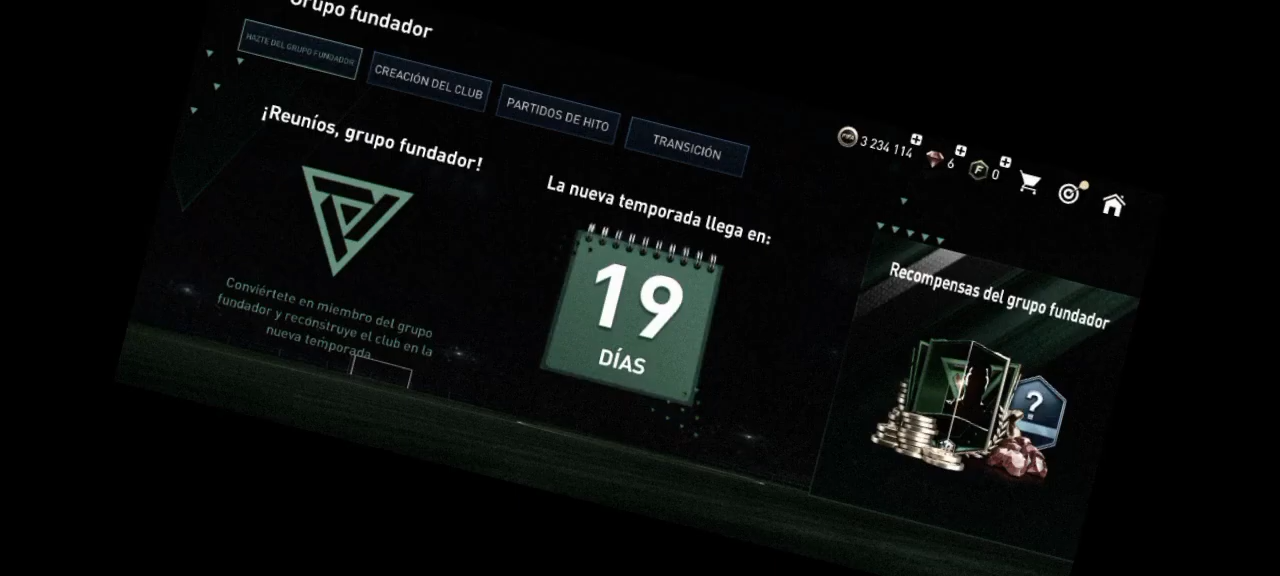 Grupo fundador
HAZTE DEL GRUPO FUNDADOR
CREACIÓN DEL CLUB
PARTIDOS DE HITO
TRANSICIÓN
3 234 114
6
F
0
¡Reuníos, grupo fundador!
Conviértete en miembro del grupo
fundador y reconstruye el club en la
nueva temporada.
La nueva temporada llega en:
19
DÍAS
Recompensas del grupo fundador
?